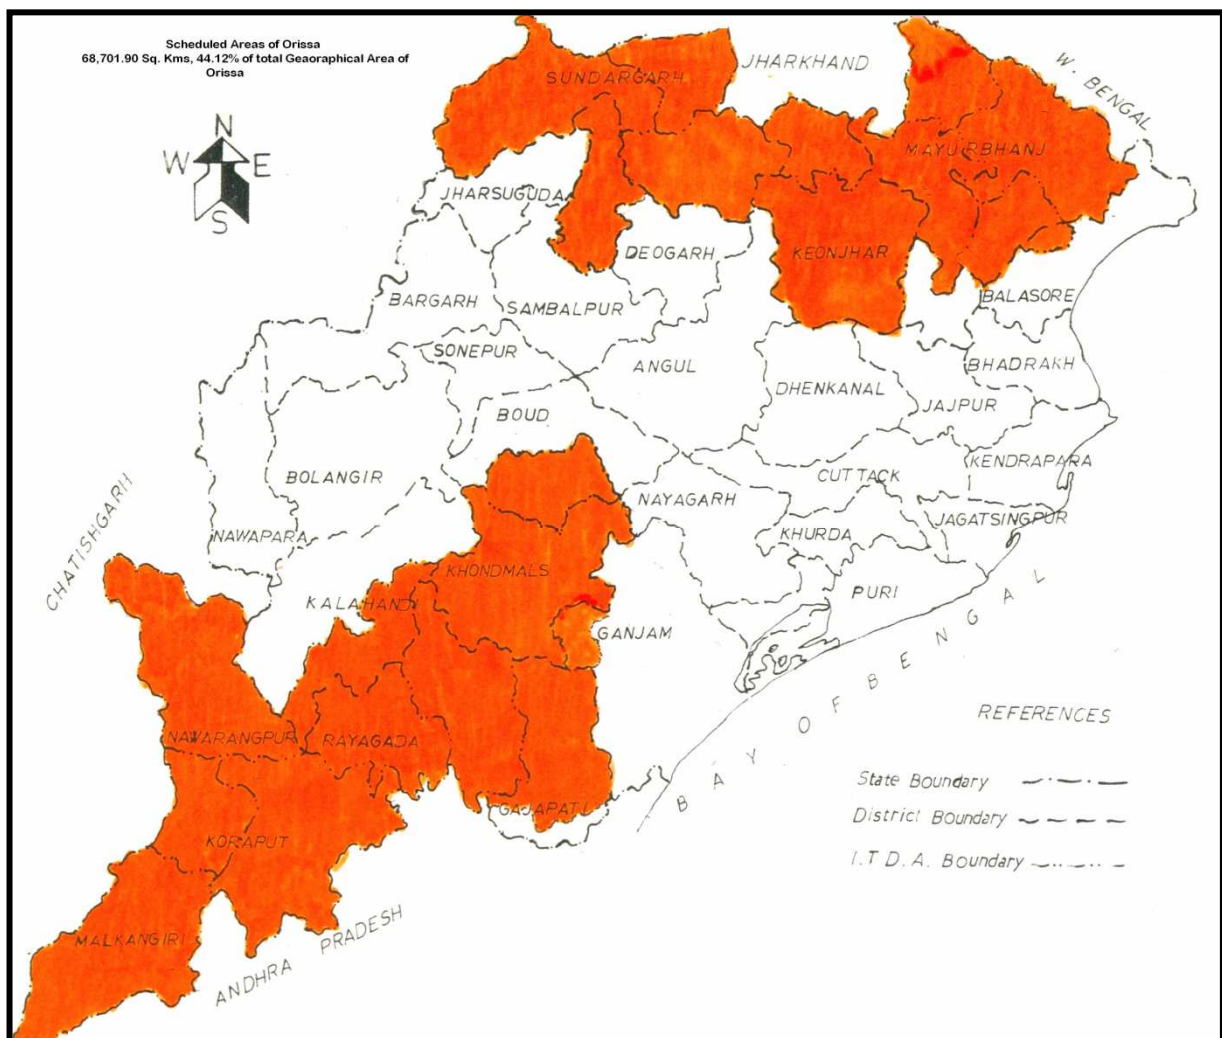 Scheduled Areas of Orissa
68,701.90 Sq. Kms, 44.12% of total Geaoraphical Area of
Orissa
N
W E
S
JHARKHAND
W. BENGAL
SUNDARGARH
MAYURBHANJ
JHARSUGUDA
DEOGARH
KEONJHAR
BARGARH
SAMBALPUR
BALASORE
SONEPUR
ANGUL
DHENKANAL
BHADRAKH
JAJPUR
BOUD
BOLANGIR
CUTTACK
KENDRAPARA
NAYAGARH
JAGATSINGPUR
NAWAPARA
KHURDA
CHATISHGARH
KHONDMALS
KALAHANDI
PURI
GANJAM
BAY OF BENGAL
NAWARANGPUR
RAYAGADA
GAJAPATI
KORAPUT
MALKANGIRI
ANDHRA PRADESH
REFERENCES
State Boundary
District Boundary
I.T D.A. Boundary